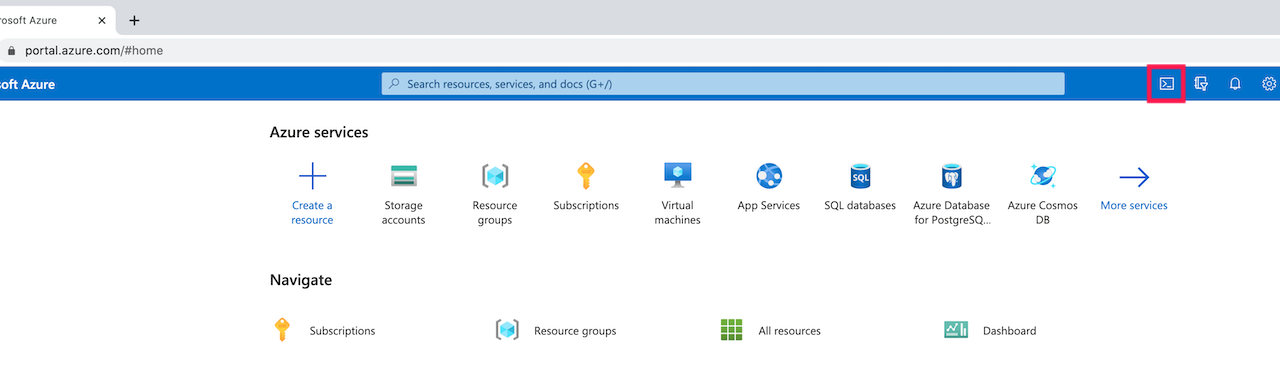 rosoft Azure
portal.azure.com/#home
soft Azure
Search resources, services, and docs (G+/)
Azure services
Create a
resource
Storage
accounts
Resource
groups
Subscriptions
Virtual
machines
App Services
SQL
SQL databases
Azure Database
for PostgreSQ...
Azure Cosmos
DB
More services
Navigate
Subscriptions
Resource groups
All resources
Dashboard